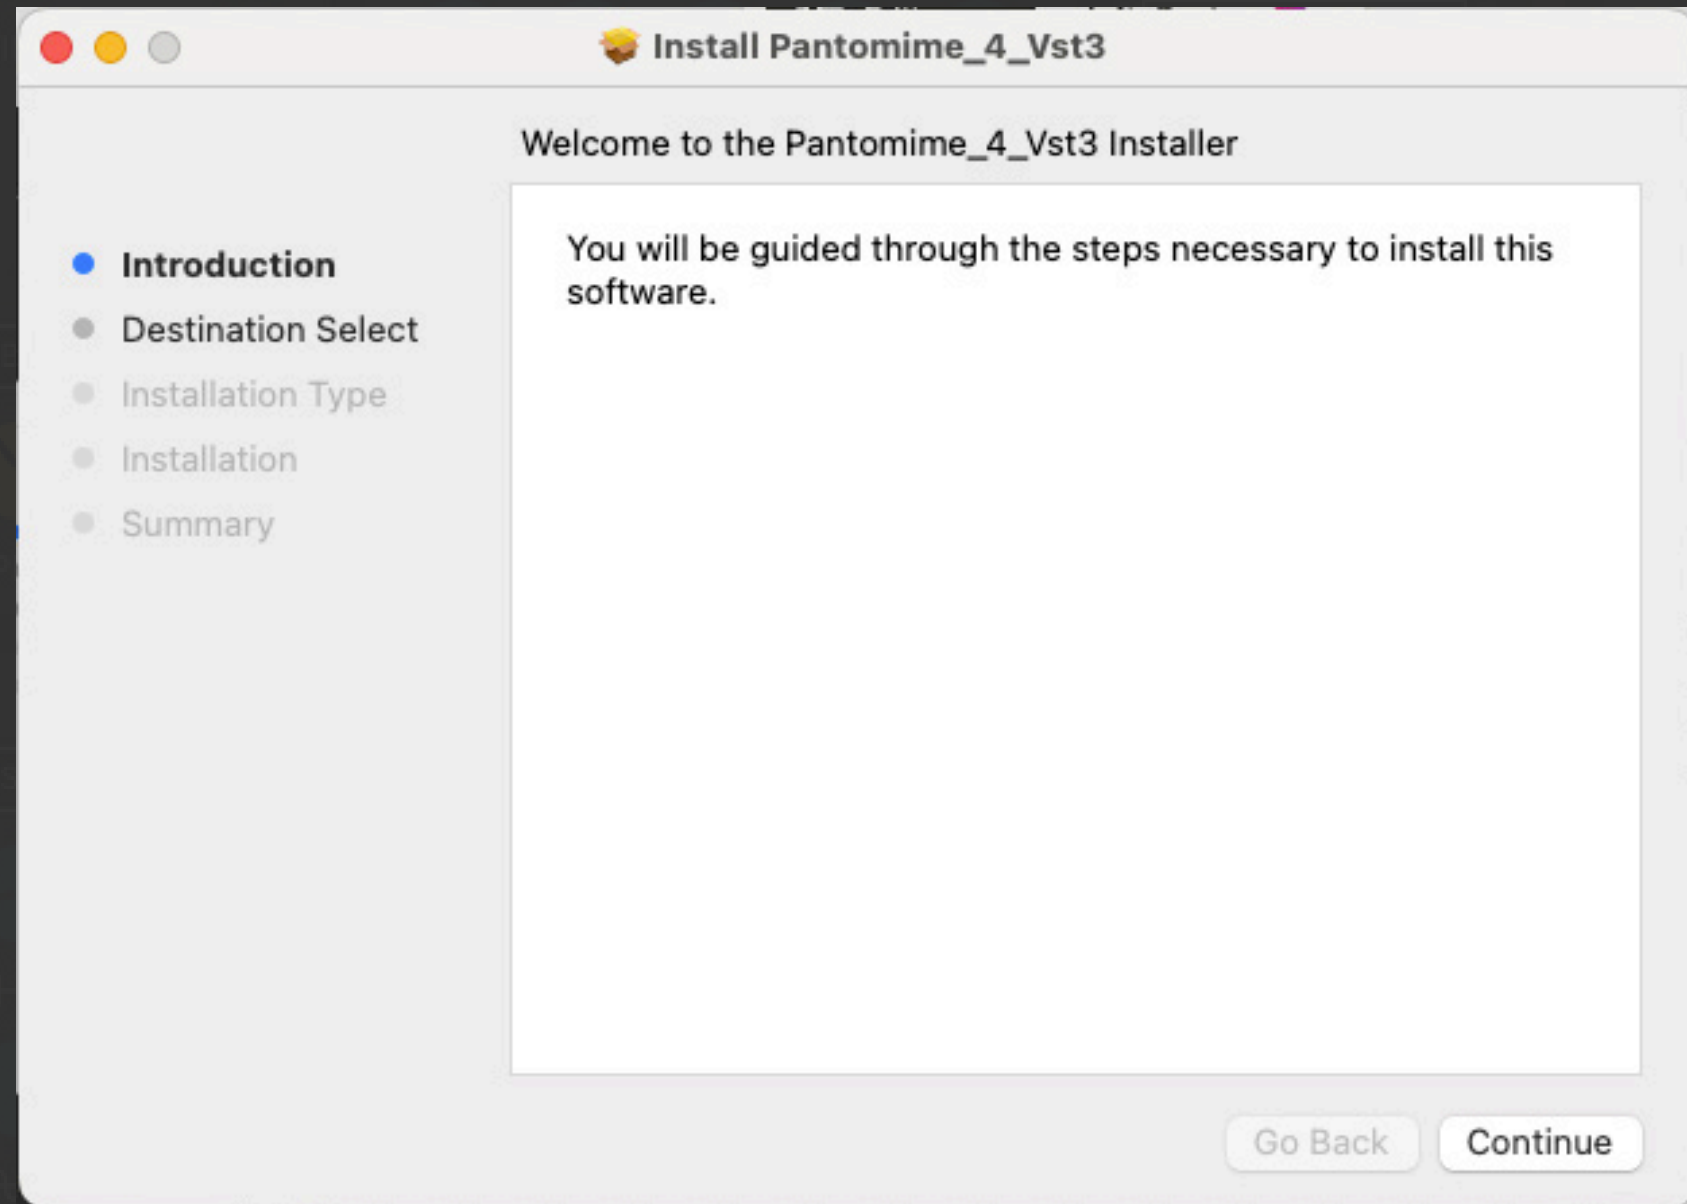 Install Pantomime_4_Vst3
Welcome to the Pantomime_4_Vst3 Installer
Introduction
Destination Select
Installation Type
Installation
Summary
You will be guided through the steps necessary to install this
software.
Go Back
Continue